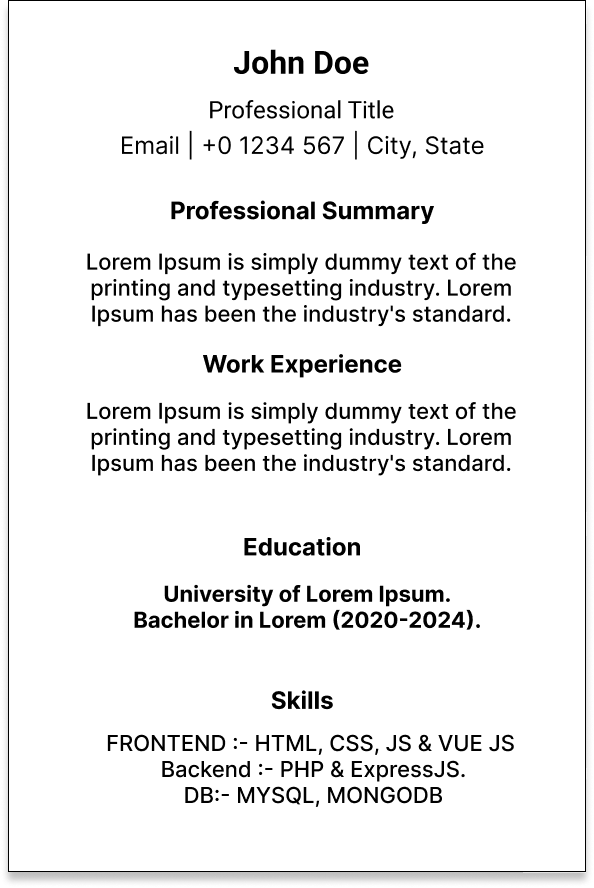 John Doe
Professional Title
Email | +0 1234 567 | City, State
Professional Summary
Lorem Ipsum is simply dummy text of the
printing and typesetting industry. Lorem
Ipsum has been the industry's standard.
Work Experience
Lorem Ipsum is simply dummy text of the
printing and typesetting industry. Lorem
Ipsum has been the industry's standard.
Education
University of Lorem Ipsum.
Bachelor in Lorem (2020-2024).
Skills
FRONTEND :- HTML, CSS, JS & VUE JS
Backend :- PHP & ExpressJS.
DB:- MYSQL, MONGODB